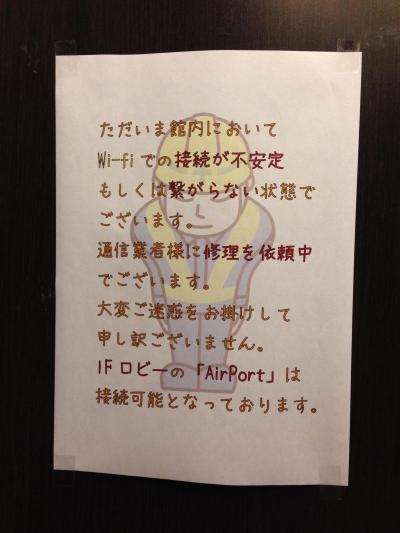 ただいま館内において
Wi-fiでの接続が不安定
もしくは繋がらない状態で
ございます。
通信業者様に修理を依頼中
でございます。
大変ご迷惑をお掛けして
申し訳ございません。
1Fロビーの「AirPort」は
接続可能となっております。